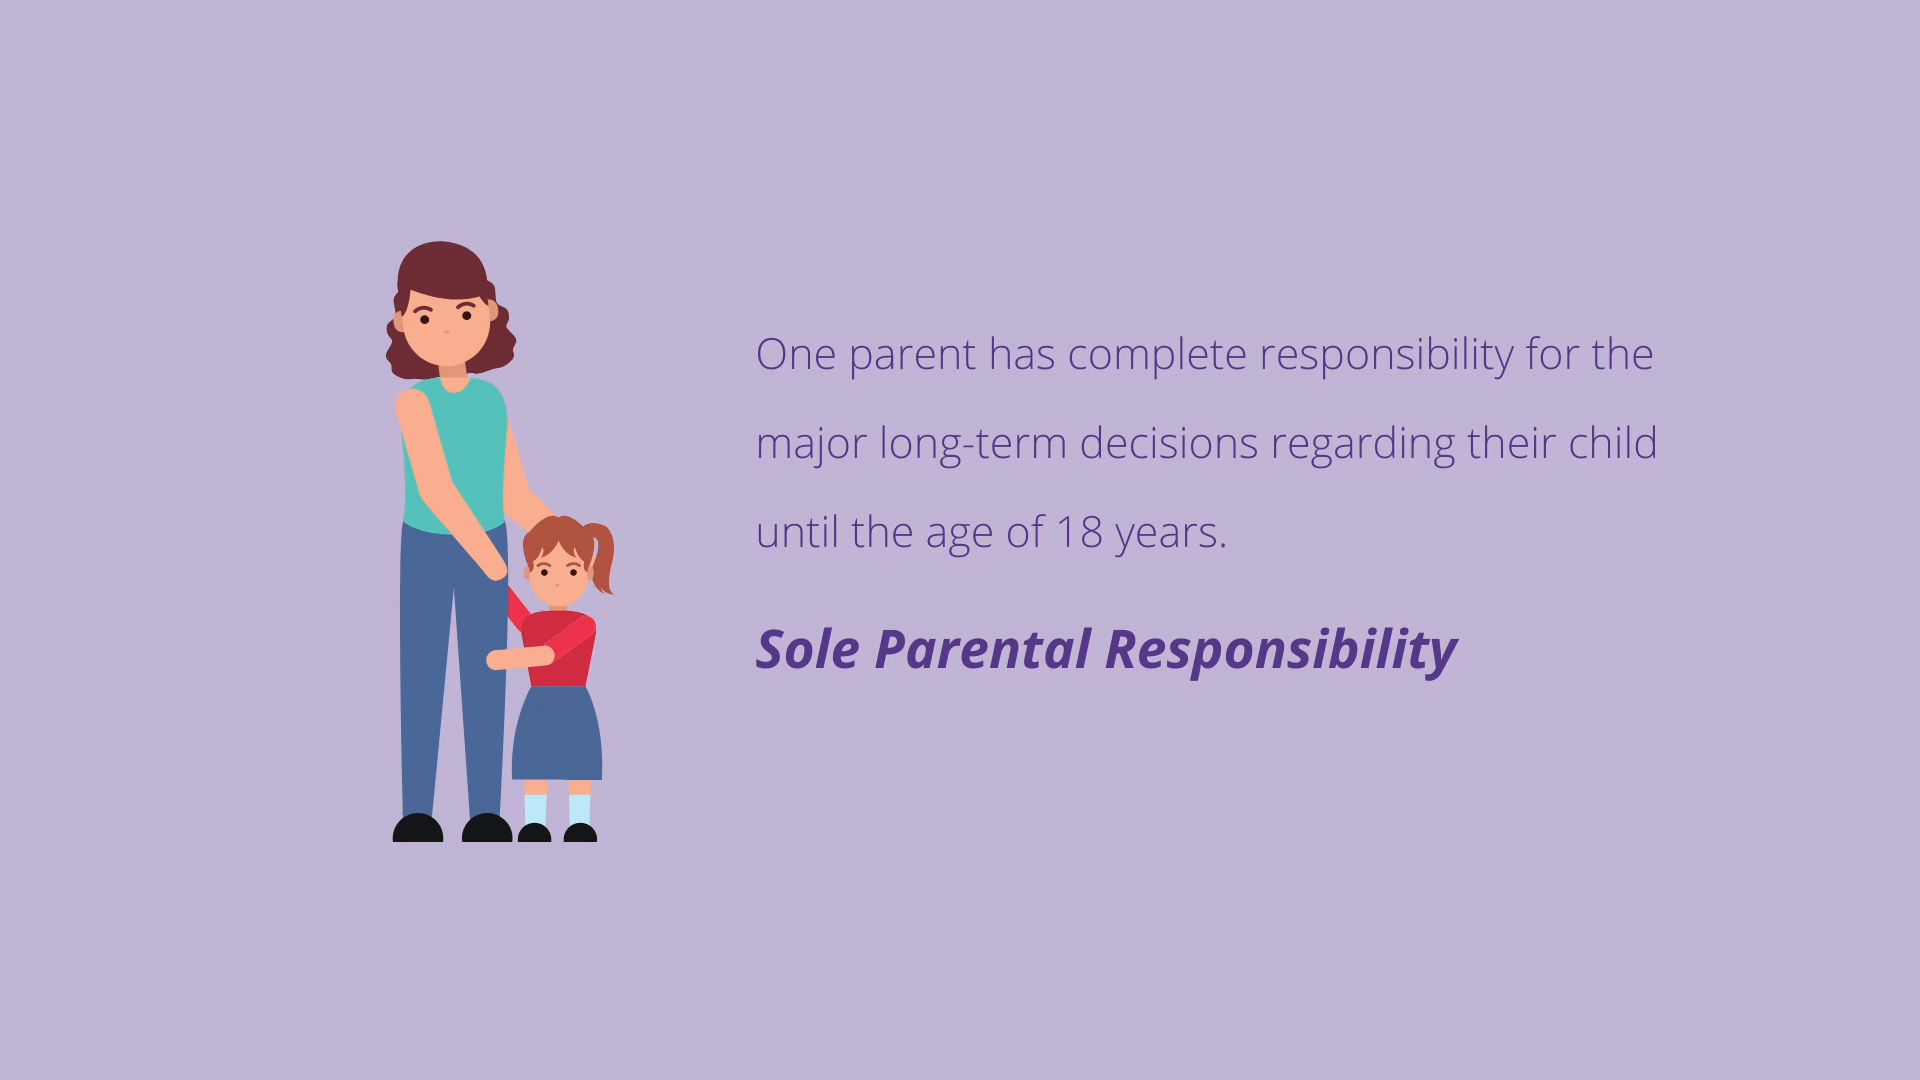 One parent has complete responsibility for the
major long-term decisions regarding their child
until the age of 18 years.
Sole Parental Responsibility